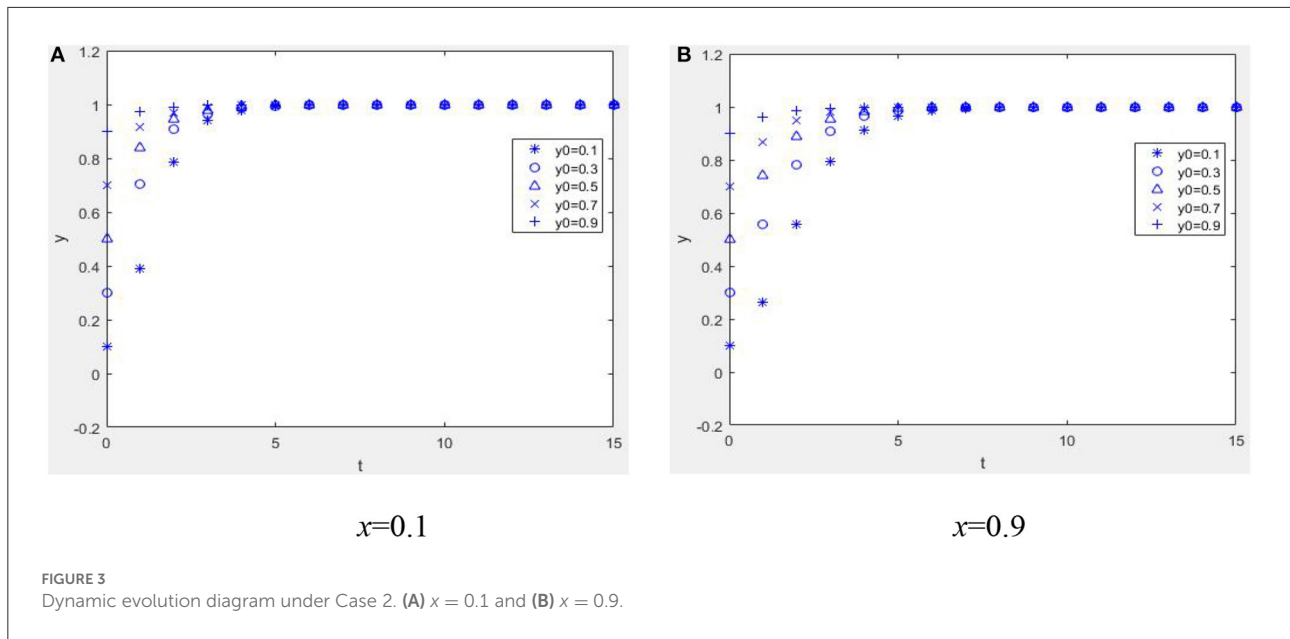 A
1.2
1
0.8
0.6
0.4
0.2
0
-0.2
y
0
5
10
15
t
y0=0.1
y0=0.3
y0=0.5
y0=0.7
y0=0.9
x=0.1
B
1.2
1
0.8
0.6
0.4
0.2
0
-0.2
y
0
5
10
15
t
y0=0.1
y0=0.3
y0=0.5
y0=0.7
y0=0.9
x=0.9
FIGURE 3
Dynamic evolution diagram under Case 2. (A) x = 0.1 and (B) x = 0.9.